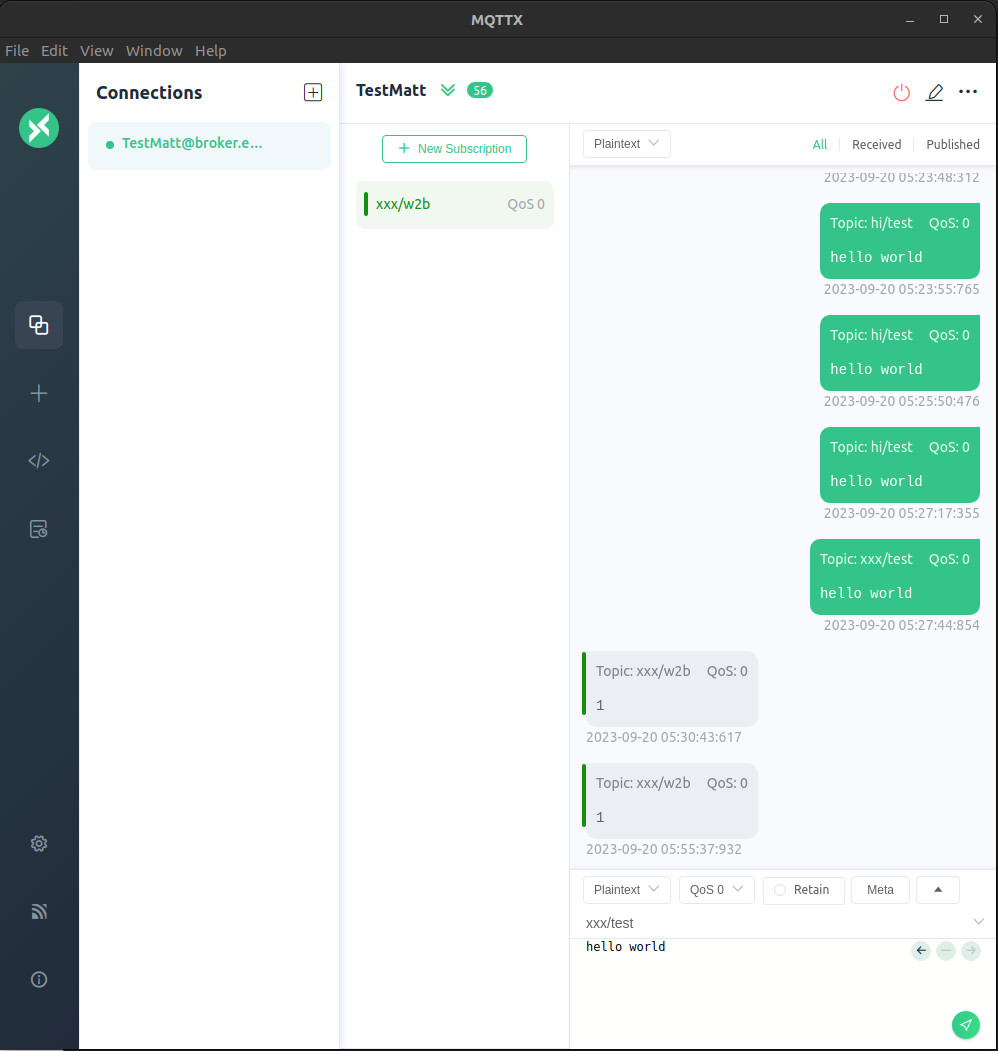 MQTTX
File Edit View Window Help
Connections
TestMatt@broker.e...
TestMatt 56
New Subscription
xxx/w2b QoS 0
Plaintext All Received Published
2023-09-20 05:23:48:312
Topic: hi/test QoS: 0
hello world
2023-09-20 05:23:55:765
Topic: hi/test QoS: 0
hello world
2023-09-20 05:25:50:476
Topic: hi/test QoS: 0
hello world
2023-09-20 05:27:17:355
Topic: xxx/test QoS: 0
hello world
2023-09-20 05:27:44:854
Topic: xxx/w2b QoS: 0
1
2023-09-20 05:30:43:617
Topic: xxx/w2b QoS: 0
1
2023-09-20 05:55:37:932
Plaintext QoS 0 Retain Meta
xxx/test
hello world